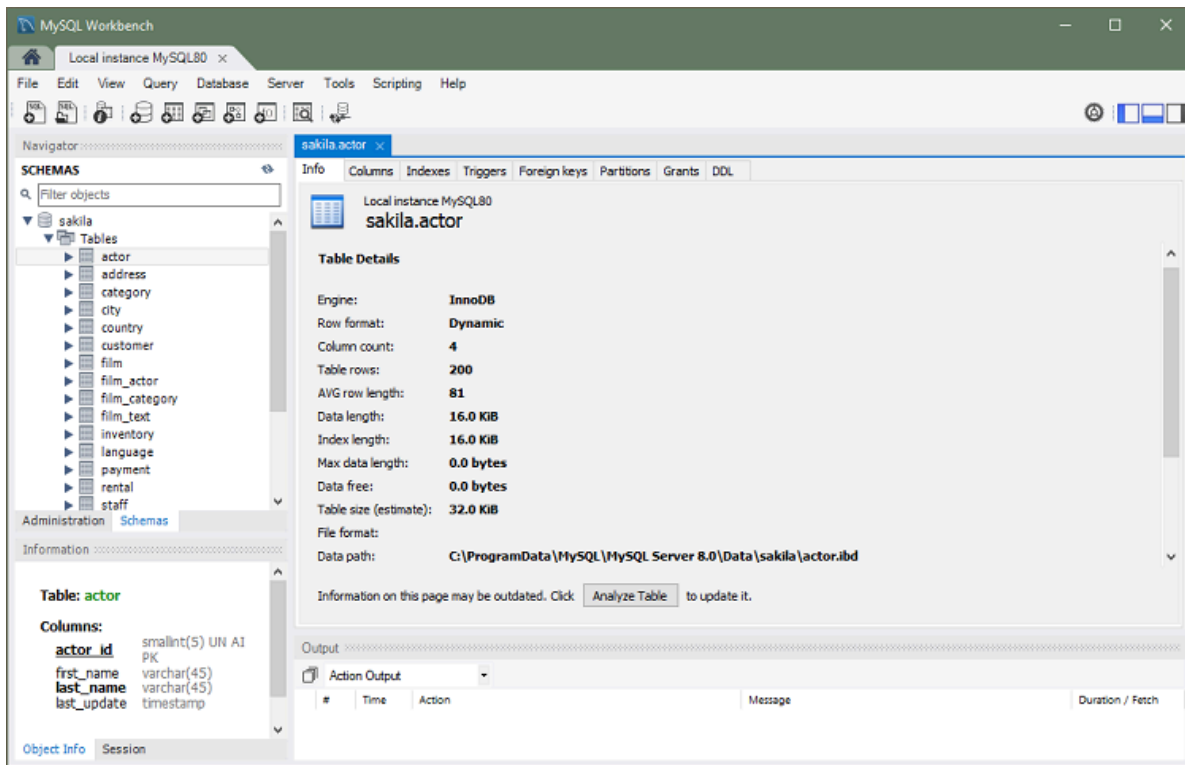 MySQL Workbench
Local instance MySQL80
File Edit View Query Database Server Tools Scripting Help
Navigator
SCHEMAS
Filter objects
sakila
Tables
actor
address
category
city
country
customer
film
film_actor
film_category
film_text
inventory
language
payment
rental
staff
Administration Schemas
Information
Table: actor
Columns:
actor_id smallint(5) UN AI
PK
first_name varchar(45)
last_name varchar(45)
last_update timestamp
Object Info Session
sakila.actor
Info Columns Indexes Triggers Foreign keys Partitions Grants DDL
Local instance MySQL80
sakila.actor
Table Details
Engine: InnoDB
Row format: Dynamic
Column count: 4
Table rows: 200
AVG row length: 81
Data length: 16.0 KiB
Index length: 16.0 KiB
Max data length: 0.0 bytes
Data free: 0.0 bytes
Table size (estimate): 32.0 KiB
File format:
Data path: C:\ProgramData\MySQL\MySQL Server 8.0\Data\sakila\actor.ibd
Information on this page may be outdated. Click Analyze Table to update it.
Output
Action Output
# Time Action Message Duration / Fetch